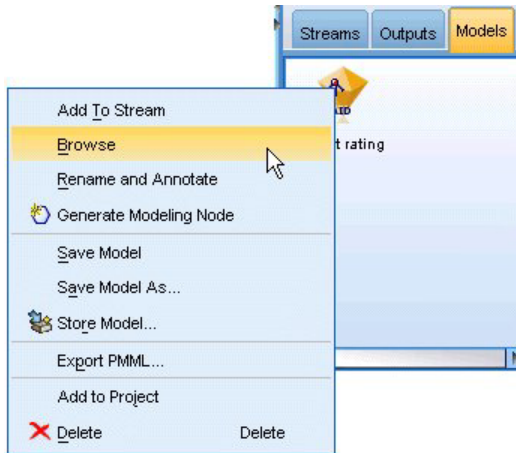 Streams Outputs Models
Add To Stream
Browse
t rating
Rename and Annotate
Generate Modeling Node
Save Model
Save Model As...
Store Model...
Export PMML...
Add to Project
Delete Delete